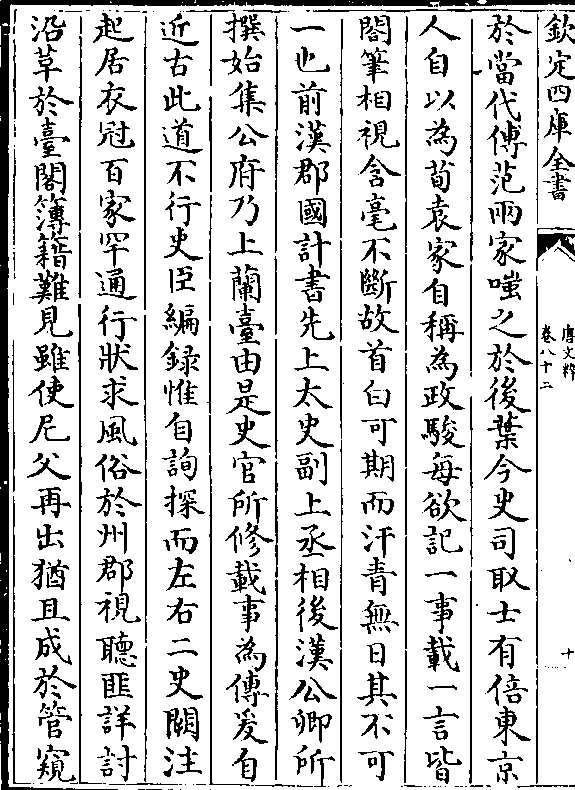 欽定四庫全書
唐文粹
卷八十二
十
於當代傅范兩家嗤之於後葉今史司取士有倍東京
人自以為荀袁家自稱為政駿每欲記一事載一言皆
閣筆相視含毫不斷故首白可期而汗青無日其不可
一也前漢郡國計書先上太史副上丞相後漢公卿所
撰始集公府乃上蘭臺由是史官所修載事為傳爰自
近古此道不行史臣編録惟自詢採而左右二史闕注
起居衣冠百家罕通行狀求風俗於州郡視聽匪詳討
沿革於臺閣簿籍難見雖使尼父再出猶且成於管窺